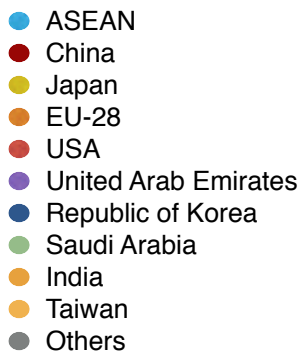 ASEAN
China
Japan
EU-28
USA
United Arab Emirates
Republic of Korea
Saudi Arabia
India
Taiwan
Others